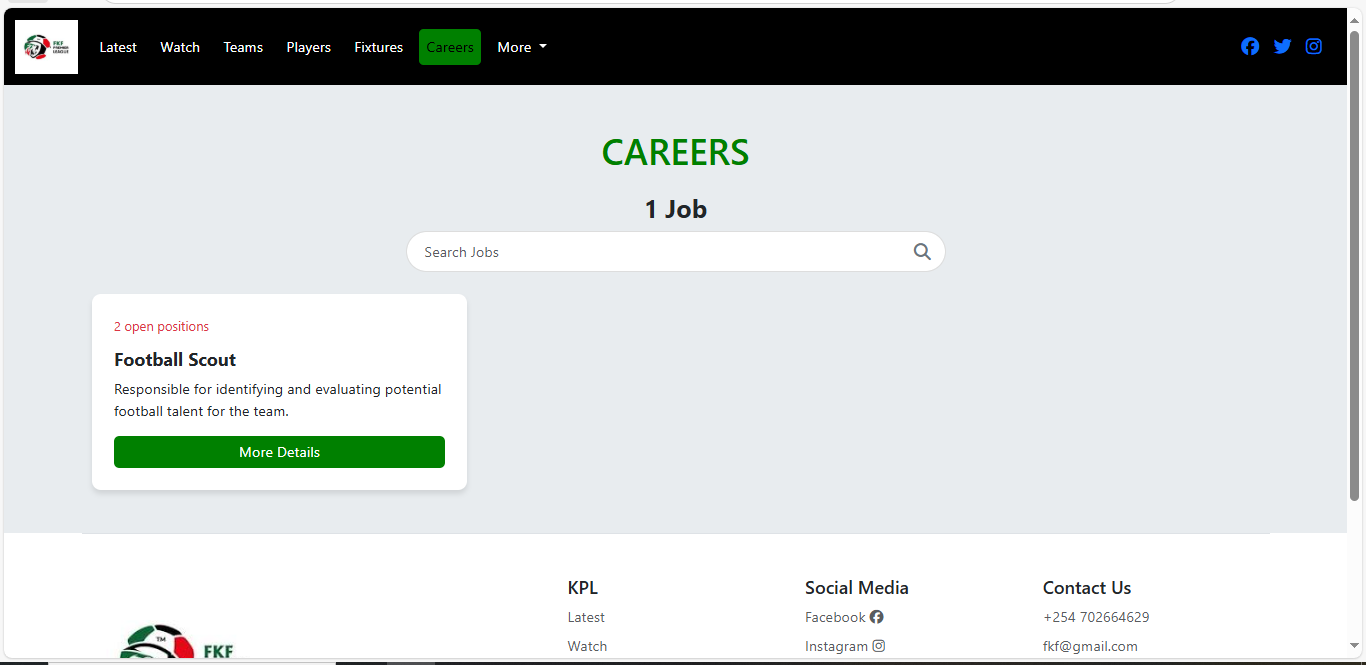 FKF
PREMIER
LEAGUE
Latest
Watch
Teams
Players
Fixtures
Careers
More
CAREERS
1 Job
Search Jobs
2 open positions
Football Scout
Responsible for identifying and evaluating potential
football talent for the team.
More Details
KPL
Latest
Watch
Social Media
Facebook
Instagram
Contact Us
+254 702664629
fkf@gmail.com
TM
FKF